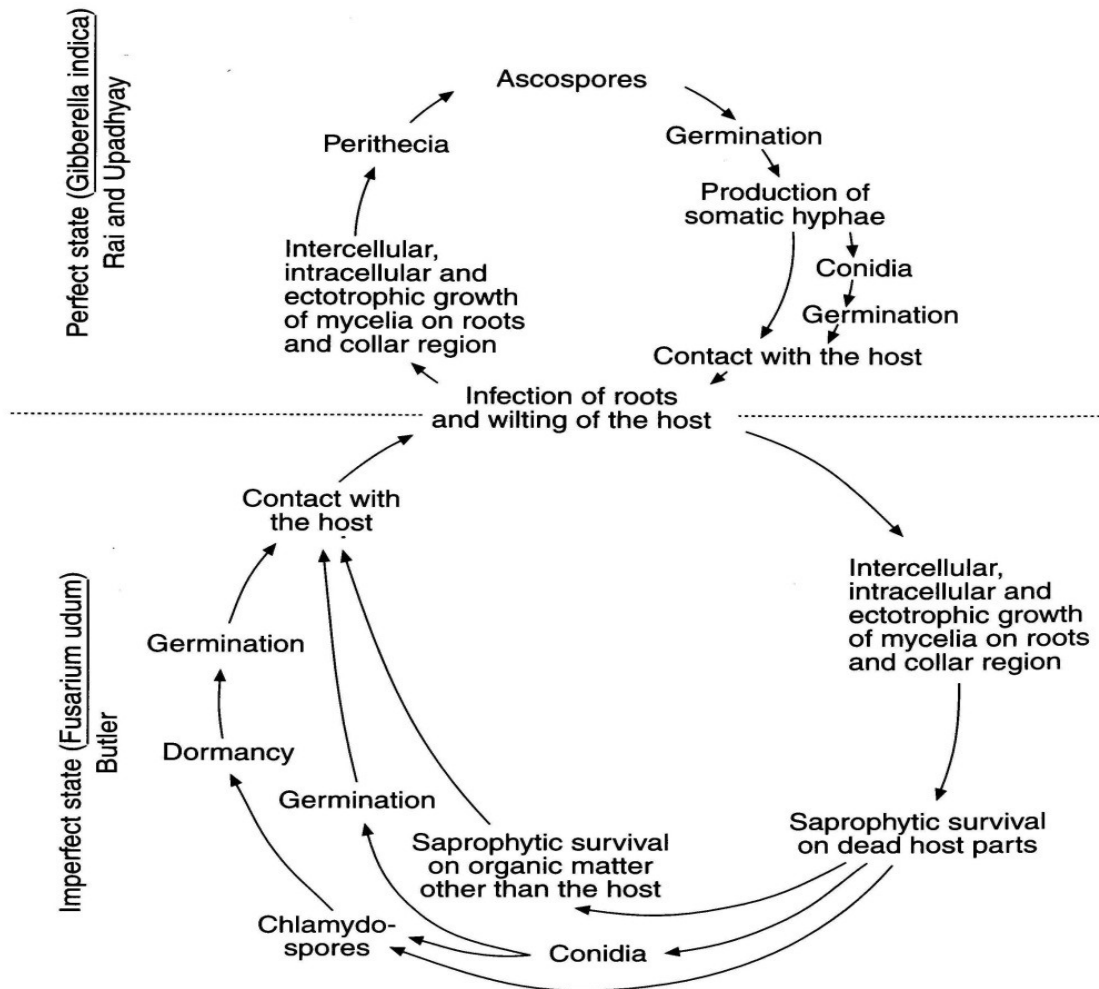 Perfect state (Gibberella indica)
Rai and Upadhyay
Ascospores
Germination
Perithecia
Production of
somatic hyphae
Intercellular,
intracellular and
ectotrophic growth
of mycelia on roots
and collar region
Conidia
Germination
Contact with the host
Infection of roots
and wilting of the host
Imperfect state (Fusarium udum)
Butler
Contact with
the host
Intercellular,
intracellular and
ectotrophic growth
of mycelia on roots
and collar region
Germination
Dormancy
Germination
Saprophytic survival
on organic matter
other than the host
Saprophytic survival
on dead host parts
Chlamydo-
spores
Conidia